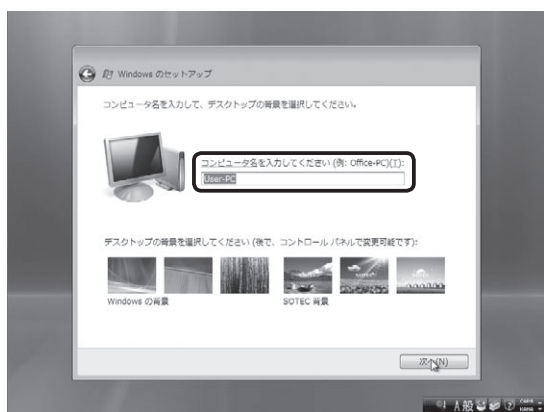 Windows のセットアップ
コンピュータ名を入力して、デスクトップの背景を選択してください。
コンピュータ名を入力してください (例: Office-PC)(T):
User-PC
デスクトップの背景を選択してください (後で、コントロール パネルで変更可能です):
Windows の背景
SOTEC 背景
次へ(N)
A 般
CAPS
KANA